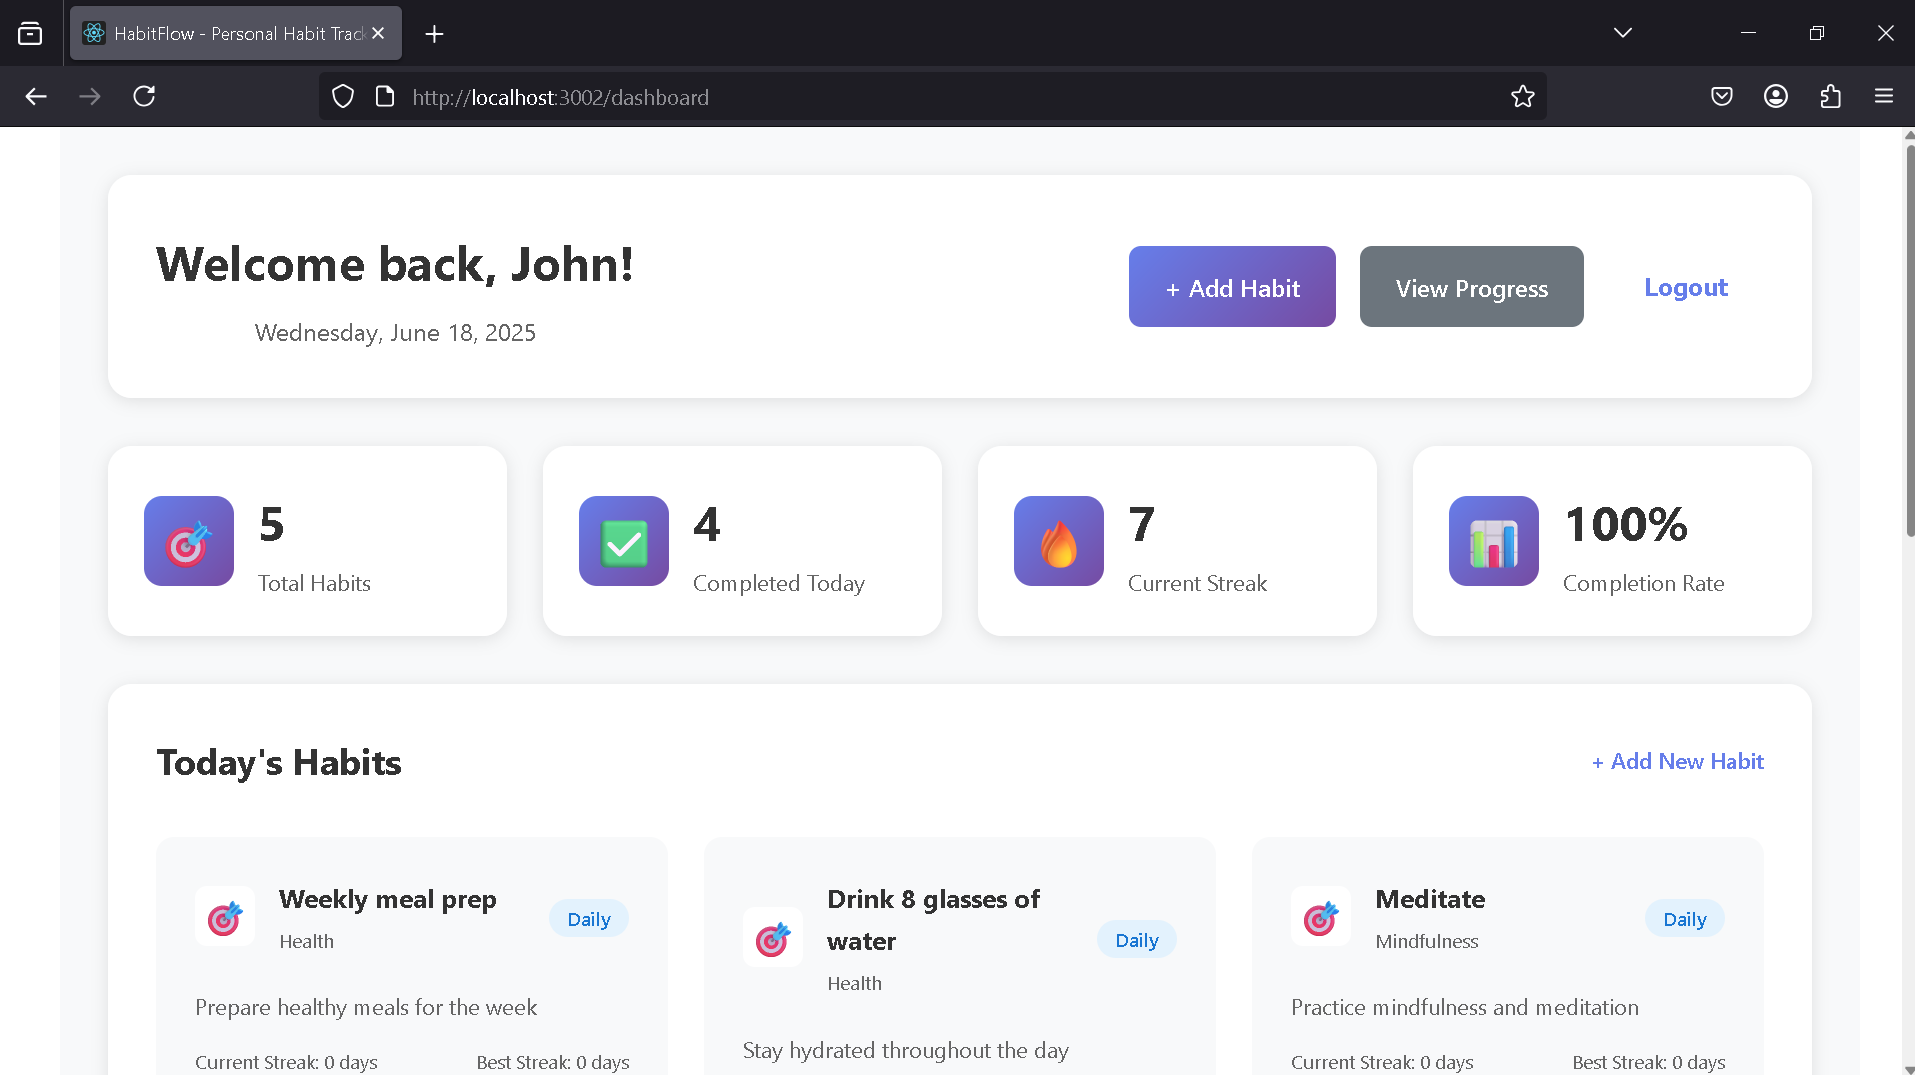 HabitFlow - Personal Habit Trac
http://localhost:3002/dashboard
Welcome back, John!
Wednesday, June 18, 2025
+ Add Habit
View Progress
Logout
5
Total Habits
4
Completed Today
7
Current Streak
100%
Completion Rate
Today's Habits
+ Add New Habit
Weekly meal prep
Health
Daily
Prepare healthy meals for the week
Current Streak: 0 days
Best Streak: 0 days
Drink 8 glasses of
water
Health
Daily
Stay hydrated throughout the day
Meditate
Mindfulness
Daily
Practice mindfulness and meditation
Current Streak: 0 days
Best Streak: 0 days